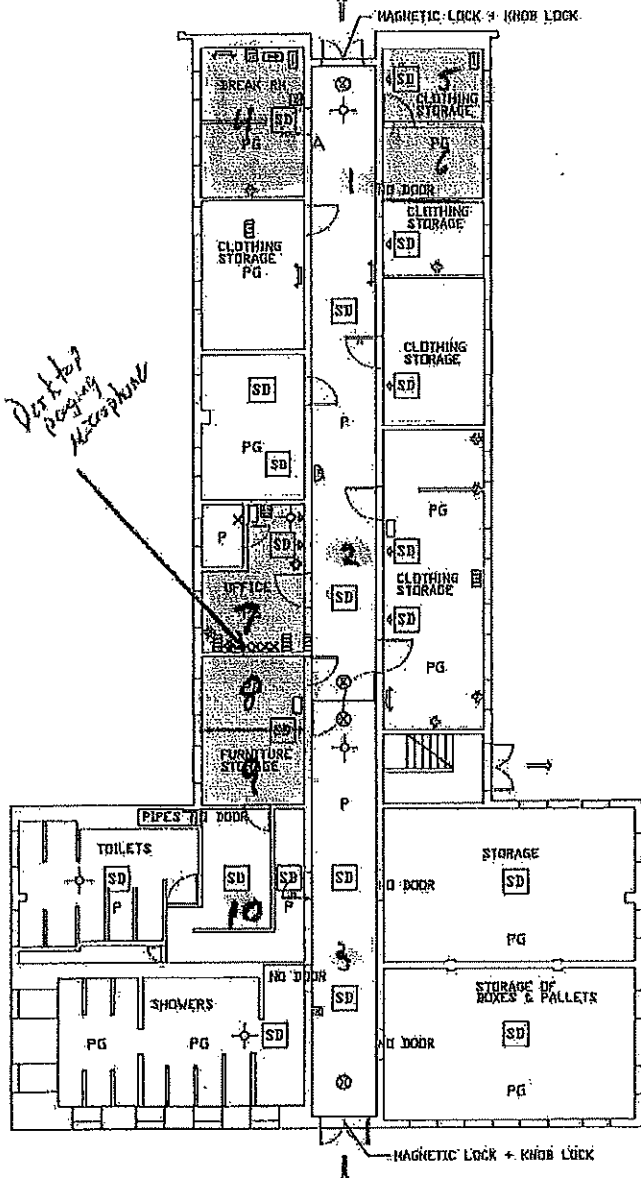 MAGNETIC LOCK + KNOB LOCK
BREAK RM
SD
4
PG
A
1
NO DOOR
SD
5
CLOTHING
STORAGE
PG
6
CLOTHING
STORAGE
SD
CLOTHING
STORAGE
PG
SD
CLOTHING
STORAGE
SD
Desktop
paging
Microphone
SD
PG
SD
P
PG
P
SD
OFFICE
7
2
SD
SD
CLOTHING
STORAGE
SD
PG
8
SD
FURNITURE
STORAGE
9
P
PIPES
NO DOOR
TOILETS
SD
P
SD
10
SD
P
SD
NO DOOR
STORAGE
SD
PG
NO DOOR
SHOWERS
PG
PG
SD
3
SD
NO DOOR
STORAGE OF
BOXES & PALLETS
SD
PG
MAGNETIC LOCK + KNOB LOCK